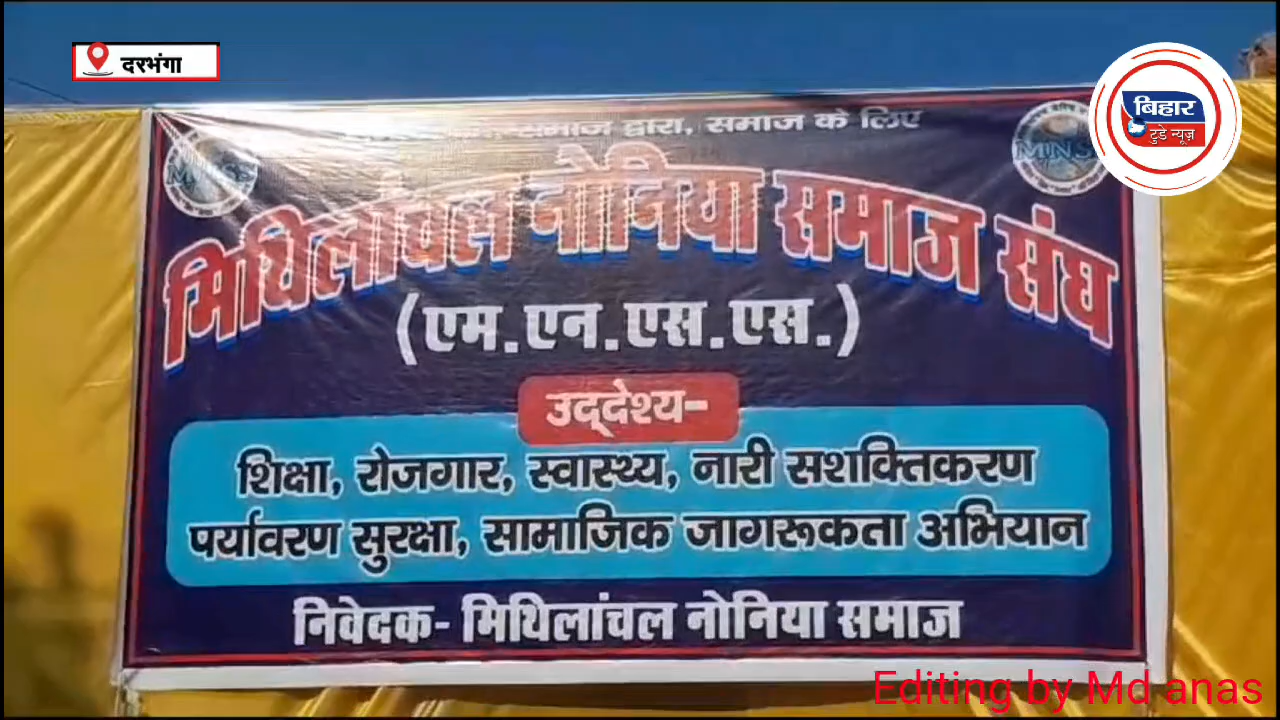 दरभंगा
बिहार
टुडे न्यूज़
समाज द्वारा, समाज के लिए
मिथिलांचल नोनिया समाज संघ
(एम.एन.एस.एस.)
उद्देश्य-
शिक्षा, रोजगार, स्वास्थ्य, नारी सशक्तिकरण
पर्यावरण सुरक्षा, सामाजिक जागरूकता अभियान
निवेदक- मिथिलांचल नोनिया समाज
Editing by Md anas